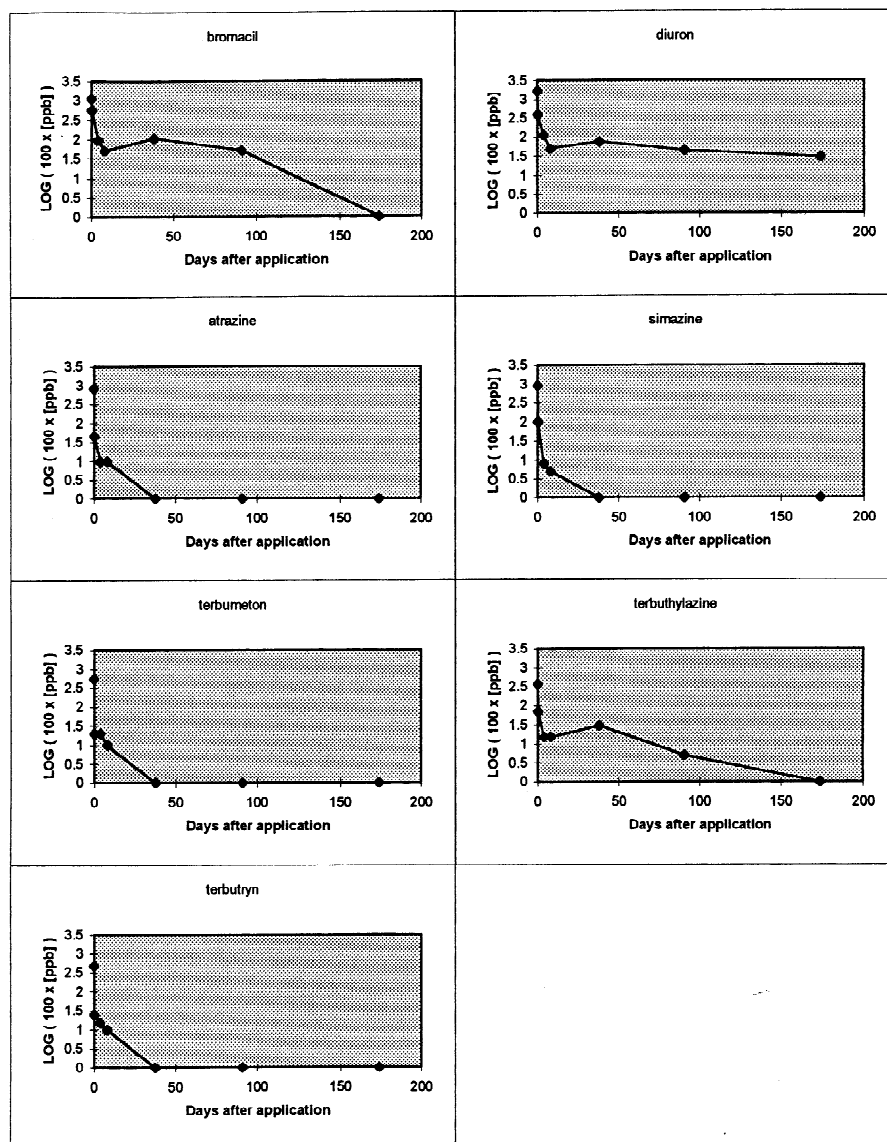 bromacil
LOG ( 100 x [ppb] )
3.5
3
2.5
2
1.5
1
0.5
0
0 50 100 150 200
Days after application
diuron
LOG ( 100 x [ppb]
3.5
3
2.5
2
1.5
1
0.5
0
0 50 100 150 200
Days after application
atrazine
LOG ( 100 x [ppb] )
3.5
3
2.5
2
1.5
1
0.5
0
0 50 100 150 200
Days after application
simazine
LOG ( 100 x [ppb] )
3.5
3
2.5
2
1.5
1
0.5
0
0 50 100 150 200
Days after application
terbumeton
LOG ( 100 x [ppb] )
3.5
3
2.5
2
1.5
1
0.5
0
0 50 100 150 200
Days after application
terbuthylazine
LOG ( 100 x [ppb] )
3.5
3
2.5
2
1.5
1
0.5
0
0 50 100 150 200
Days after application
terbutryn
LOG ( 100 x [ppb] )
3.5
3
2.5
2
1.5
1
0.5
0
0 50 100 150 200
Days after application